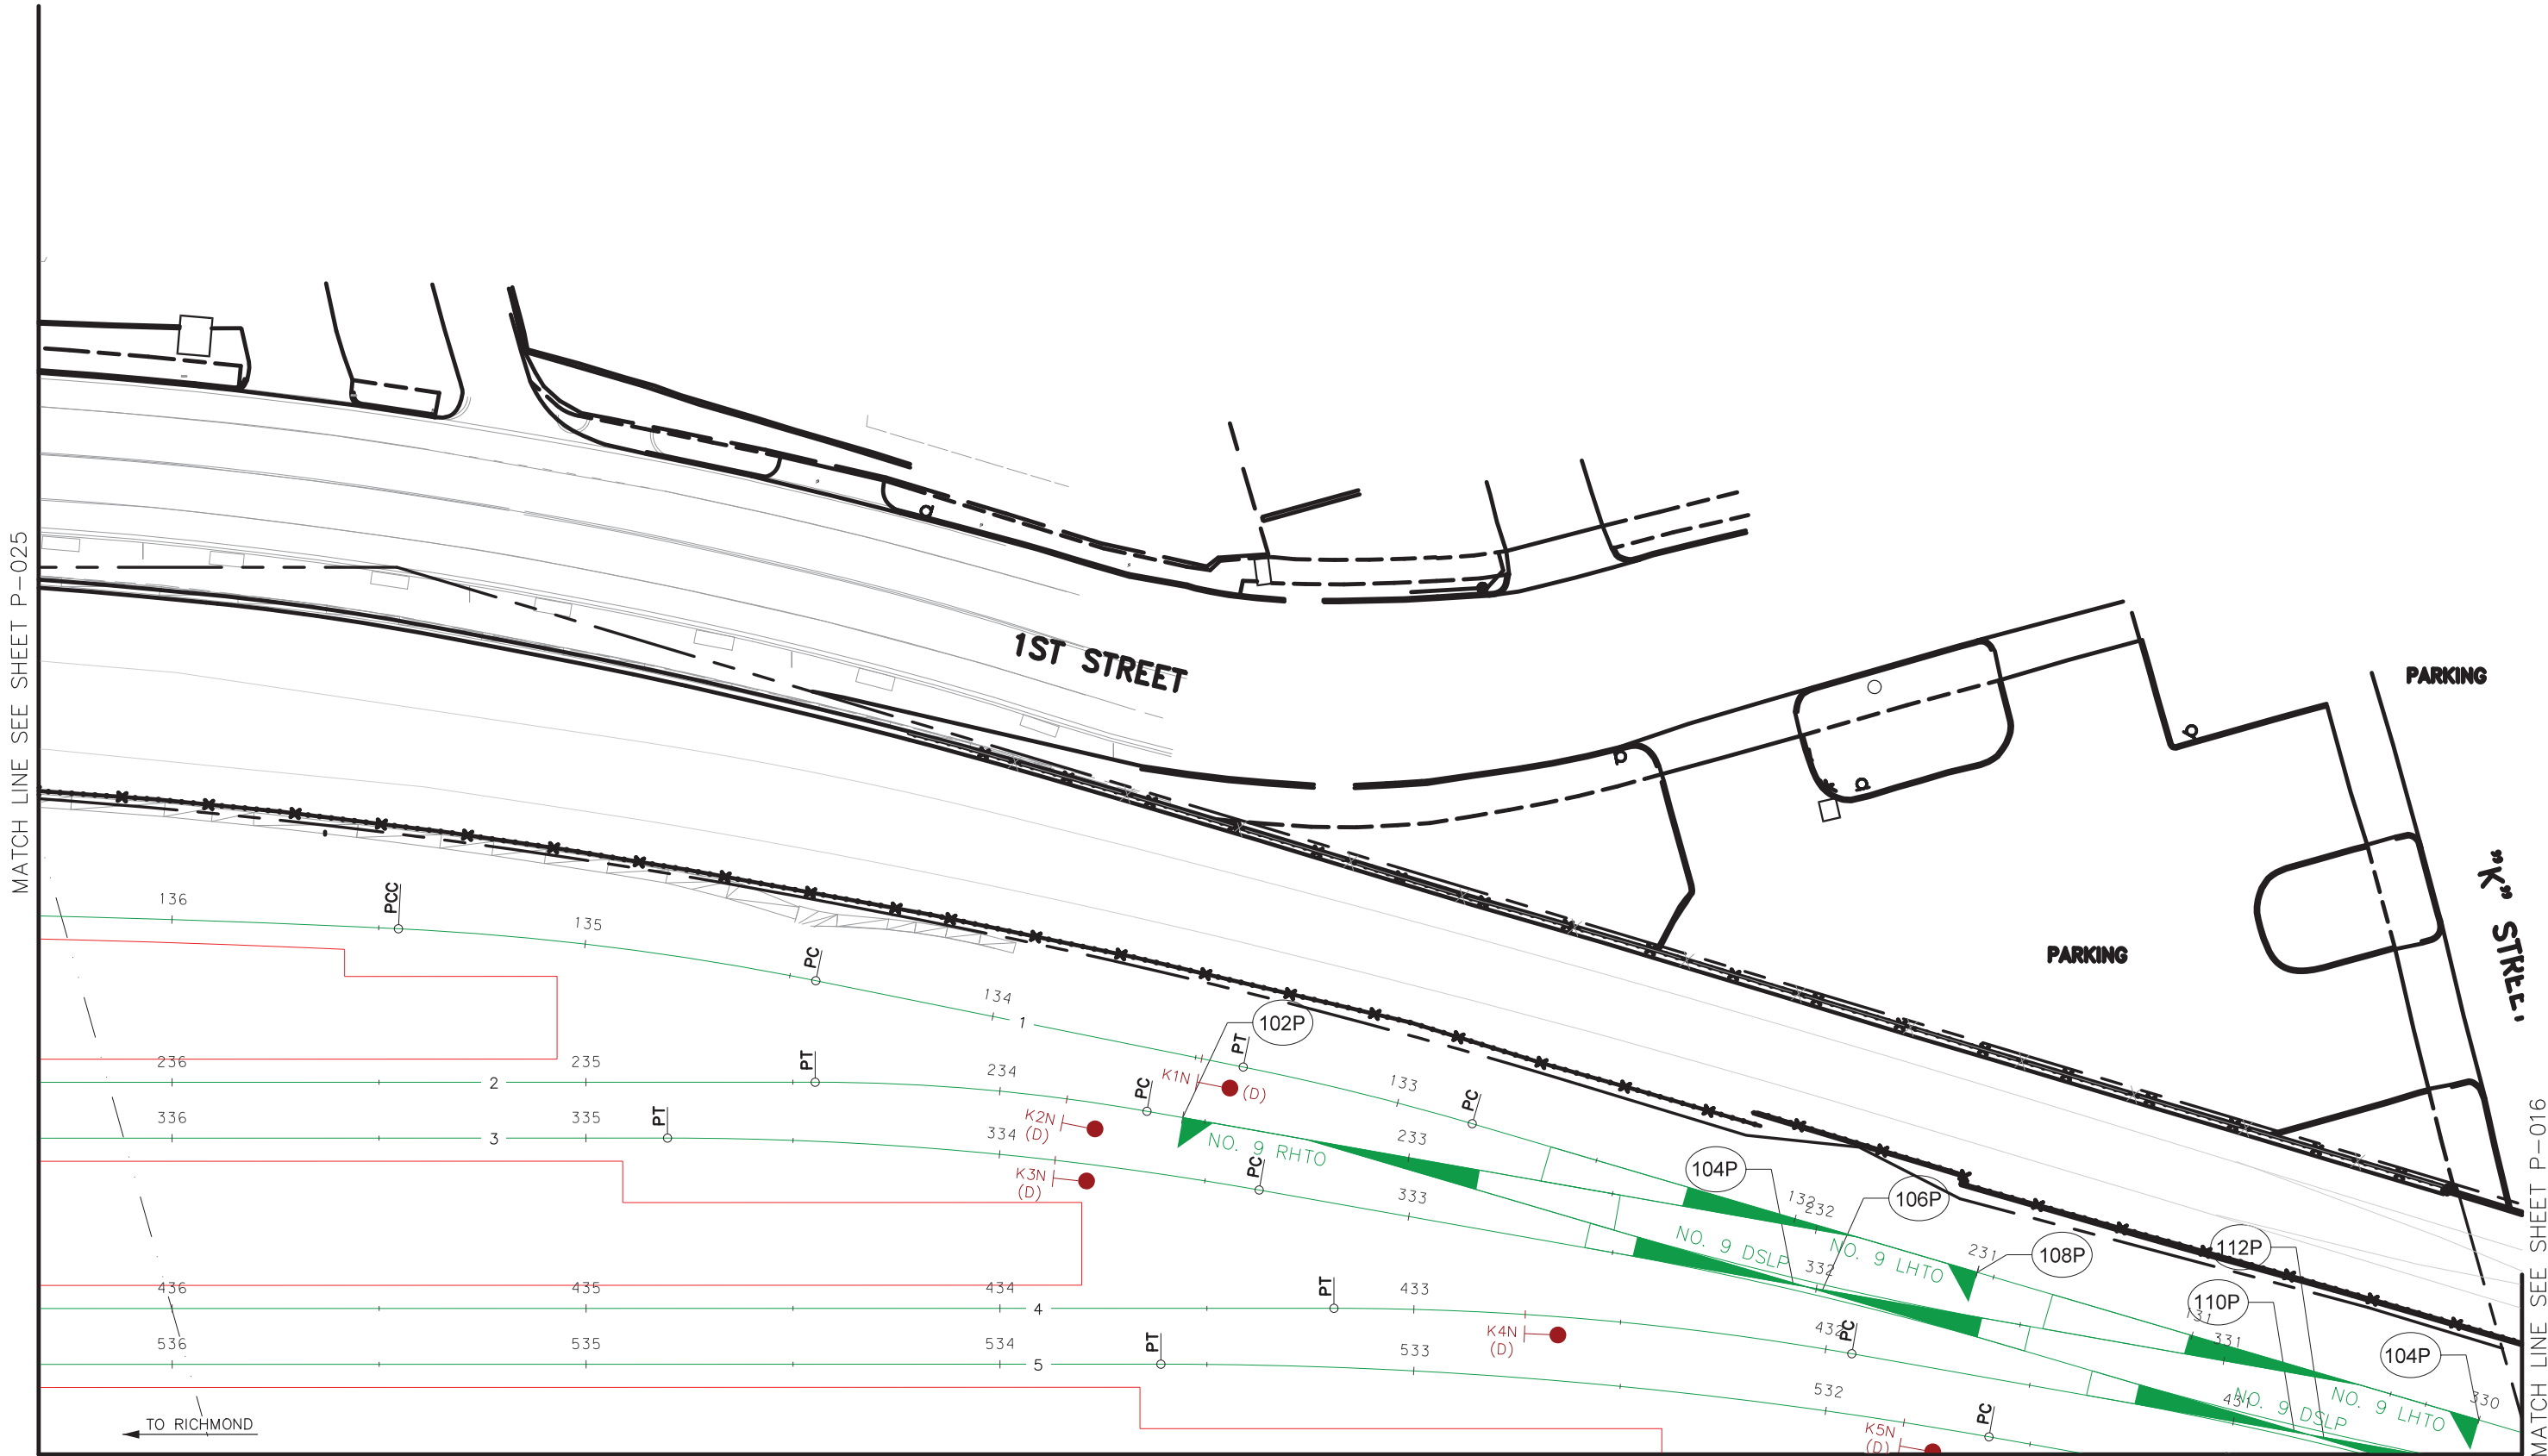 MATCH LINE SEE SHEET P-025
1ST STREET
PARKING
PARKING
"K"
MATCH LINE SEE SHEET P-016
136
PCC
135
PC
134
1
102P
PT
133
PC
236
235
PT
234
2
PC
K1N
(D)
K2N
(D)
NO. 9 RHTO
233
104P
132
232
106P
336
335
PT
334
3
K3N
(D)
PC
333
NO. 9 DSLP
332
NO. 9 LHTO
231
108P
112P
110P
131
331
104P
436
435
434
4
PT
433
K4N
(D)
432
PC
536
535
534
5
PT
533
532
K5N
(D)
PC
431
NO. 9 DSLP
NO. 9 LHTO
330
TO RICHMOND